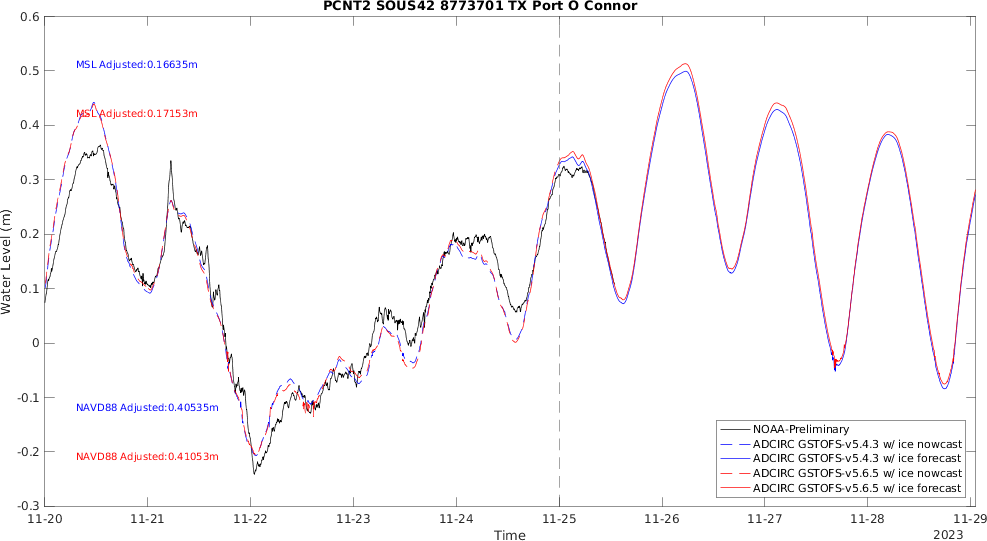 PCNT2 SOUS42 8773701 TX Port O Connor
0.6
0.5
0.4
0.3
0.2
0.1
0
-0.1
-0.2
-0.3
Water Level (m)
MSL Adjusted:0.16635m
MSL Adjusted:0.17153m
NAVD88 Adjusted:0.40535m
NAVD88 Adjusted:0.41053m
NOAA-Preliminary
ADCIRC GSTOFS-v5.4.3 w/ ice nowcast
ADCIRC GSTOFS-v5.4.3 w/ ice forecast
ADCIRC GSTOFS-v5.6.5 w/ ice nowcast
ADCIRC GSTOFS-v5.6.5 w/ ice forecast
11-20 11-21 11-22 11-23 11-24 11-25 11-26 11-27 11-28 11-29
Time
2023